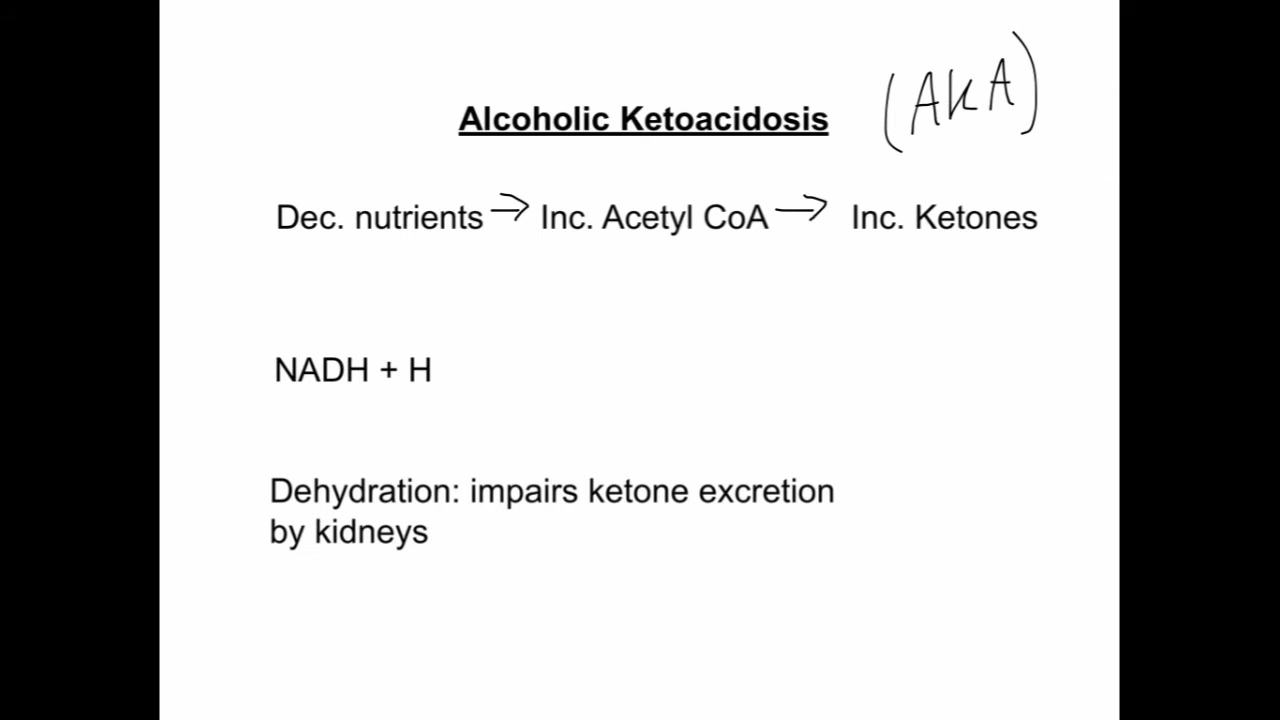 Alcoholic Ketoacidosis (AKA)
Dec. nutrients → Inc. Acetyl CoA → Inc. Ketones
NADH + H
Dehydration: impairs ketone excretion
by kidneys